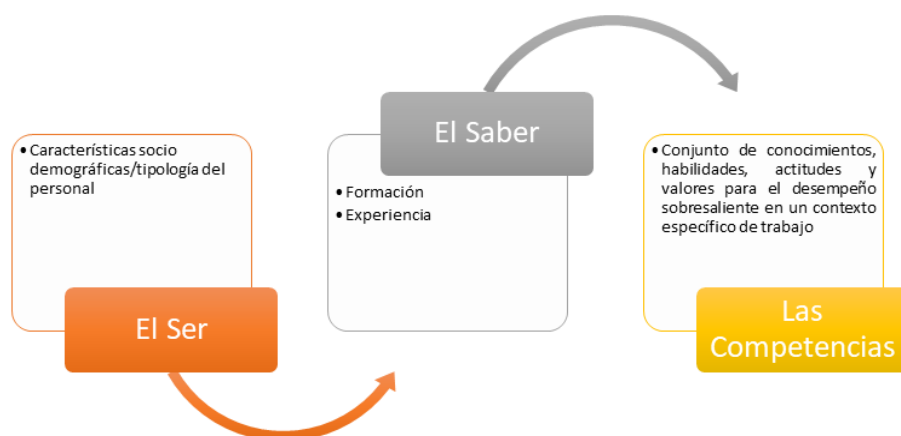 • Características socio
demográficas/tipología del
personal
El Ser
El Saber
• Formación
• Experiencia
• Conjunto de conocimientos,
habilidades, actitudes y
valores para el desempeño
sobresaliente en un contexto
específico de trabajo
Las
Competencias